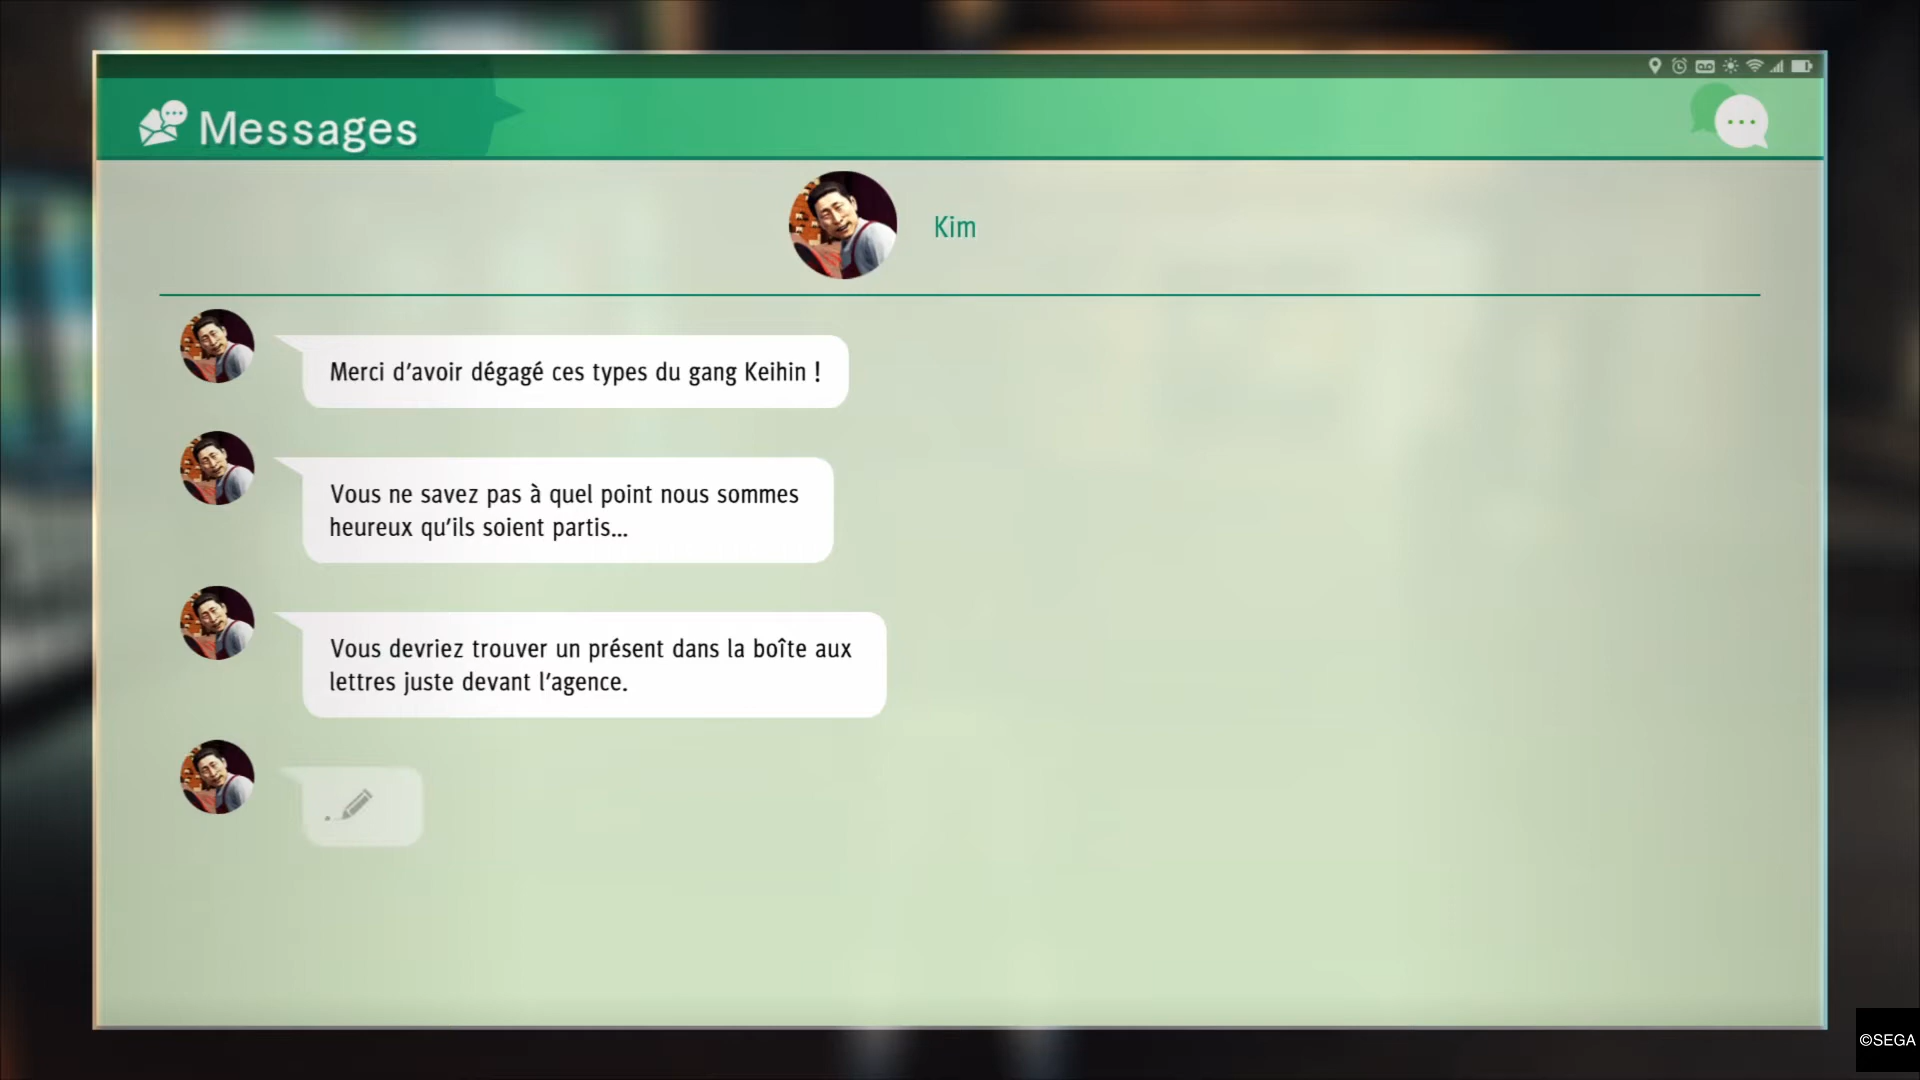 Messages
Kim
Merci d’avoir dégagé ces types du gang Keihin !
Vous ne savez pas à quel point nous sommes
heureux qu’ils soient partis...
Vous devriez trouver un présent dans la boîte aux
lettres juste devant l’agence.
©SEGA